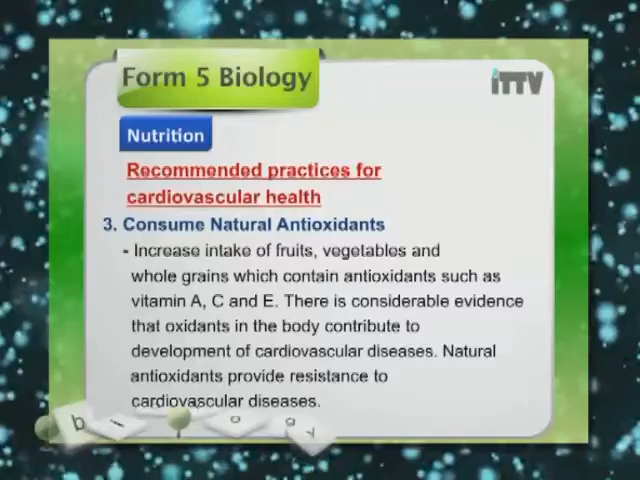 Form 5 Biology
iTTV
Nutrition
Recommended practices for
cardiovascular health
3. Consume Natural Antioxidants
- Increase intake of fruits, vegetables and
whole grains which contain antioxidants such as
vitamin A, C and E. There is considerable evidence
that oxidants in the body contribute to
development of cardiovascular diseases. Natural
antioxidants provide resistance to
cardiovascular diseases.
b i o g y